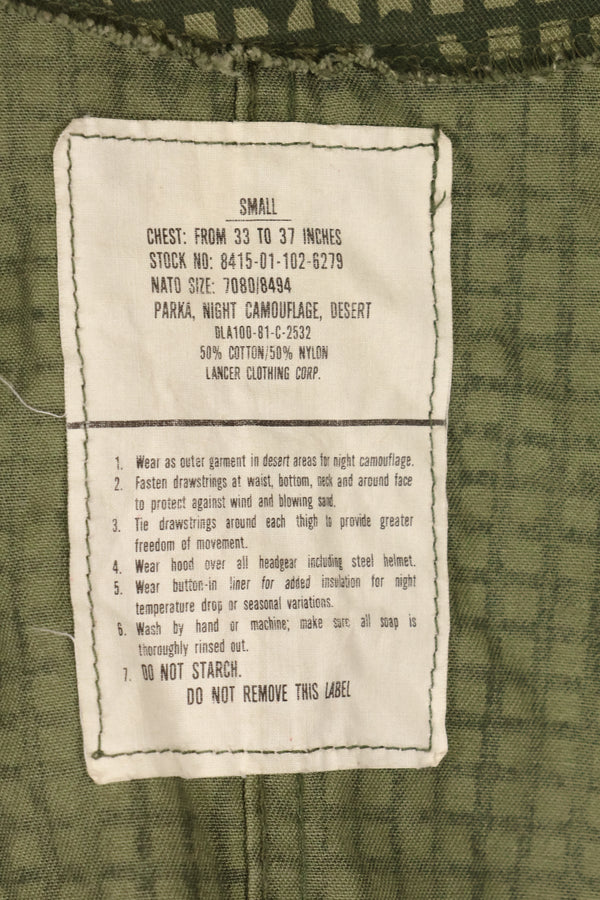 SMALL
CHEST: FROM 33 TO 37 INCHES
STOCK NO: 8415-01-102-6279
NATO SIZE: 7080/8494
PARKA, NIGHT CAMOUFLAGE, DESERT
DLA100-81-C-2532
50% COTTON/50% NYLON
LANCER CLOTHING CORP.
1. Wear as outer garment in desert areas for night camouflage.
2. Fasten drawstrings at waist, bottom, neck and around face
to protect against wind and blowing sand.
3. Tie drawstrings around each thigh to provide greater
freedom of movement.
4. Wear hood over all headgear including steel helmet.
5. Wear button-in liner for added insulation for night
temperature drop or seasonal variations.
6. Wash by hand or machine; make sure all soap is
thoroughly rinsed out.
7. DO NOT STARCH.
DO NOT REMOVE THIS LABEL